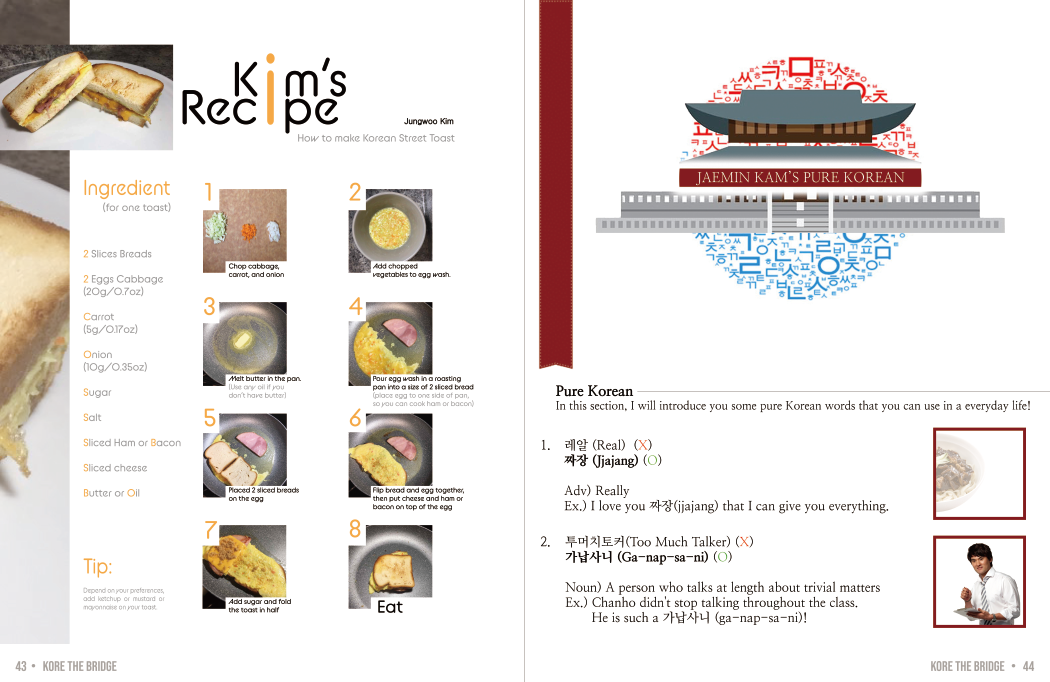 Kim's
Recipe
Jungwoo Kim
How to make Korean Street Toast
Ingredient
(for one toast)
2 Slices Breads
2 Eggs Cabbage
(20g/0.7oz)
Carrot
(5g/0.17oz)
Onion
(10g/0.35oz)
Sugar
Salt
Sliced Ham or Bacon
Sliced cheese
Butter or Oil
Tip:
Depend on your preferences,
add ketchup or mustard or
mayonnaise on your toast.
1
Chop cabbage,
carrot, and onion
2
Add chopped
vegetables to egg wash.
3
Melt butter in the pan.
(Use any oil if you
don't have butter)
4
Pour egg wash in a roasting
pan into a size of 2 sliced bread
(place egg to one side of pan,
so you can cook ham or bacon)
5
Placed 2 sliced breads
on the egg
6
Flip bread and egg together,
then put cheese and ham or
bacon on top of the egg
7
Add sugar and fold
the toast in half
8
Eat
43 • KORE THE BRIDGE
JAEMIN KAM'S PURE KOREAN
Pure Korean
In this section, I will introduce you some pure Korean words that you can use in a everyday life!
1. 레알 (Real) (X)
짜장 (Jjajang) (O)
Adv) Really
Ex.) I love you 짜장(jjajang) that I can give you everything.
2. 투머치토커(Too Much Talker) (X)
가납사니 (Ga-nap-sa-ni) (O)
Noun) A person who talks at length about trivial matters
Ex.) Chanho didn't stop talking throughout the class.
He is such a 가납사니 (ga-nap-sa-ni)!
KORE THE BRIDGE • 44